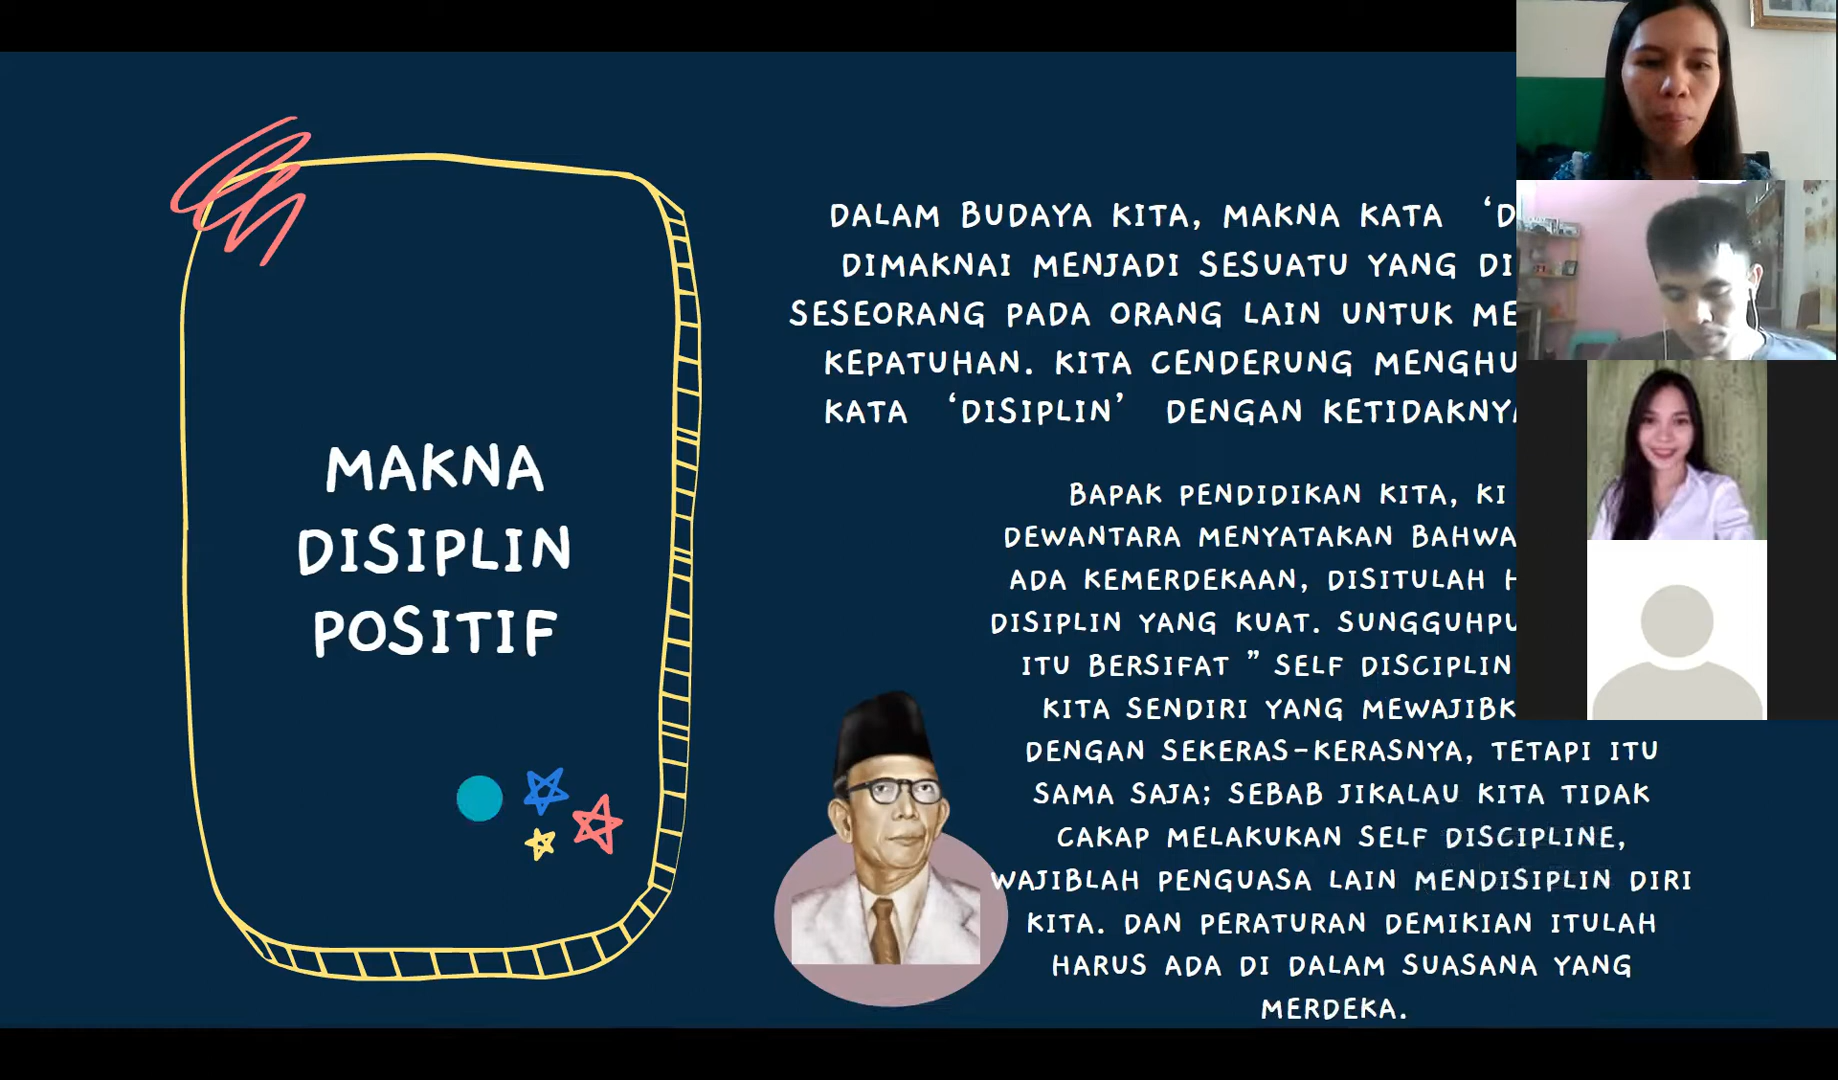 MAKNA
DISIPLIN
POSITIF
DALAM BUDAYA KITA, MAKNA KATA
DIMAKNAI MENJADI SESUATU YANG
SESEORANG PADA ORANG LAIN UNTUK
KEPATUHAN. KITA CENDERUNG
KATA ‘DISIPLIN’ DENGAN
BAPAK PENDIDIKAN KITA, KI
DEWANTARA MENYATAKAN BAHWA
ADA KEMERDEKAAN, DISITULAH
DISIPLIN YANG KUAT.
ITU BERSIFAT ” SELF
KITA SENDIRI YANG
DENGAN SEKERAS-KERASNYA, TETAPI ITU
SAMA SAJA; SEBAB JIKALAU KITA TIDAK
CAKAP MELAKUKAN SELF DISCIPLINE,
WAJIBLAH PENGUASA LAIN MENDISIPLIN DIRI
KITA. DAN PERATURAN DEMIKIAN ITULAH
HARUS ADA DI DALAM SUASANA YANG
MERDEKA.